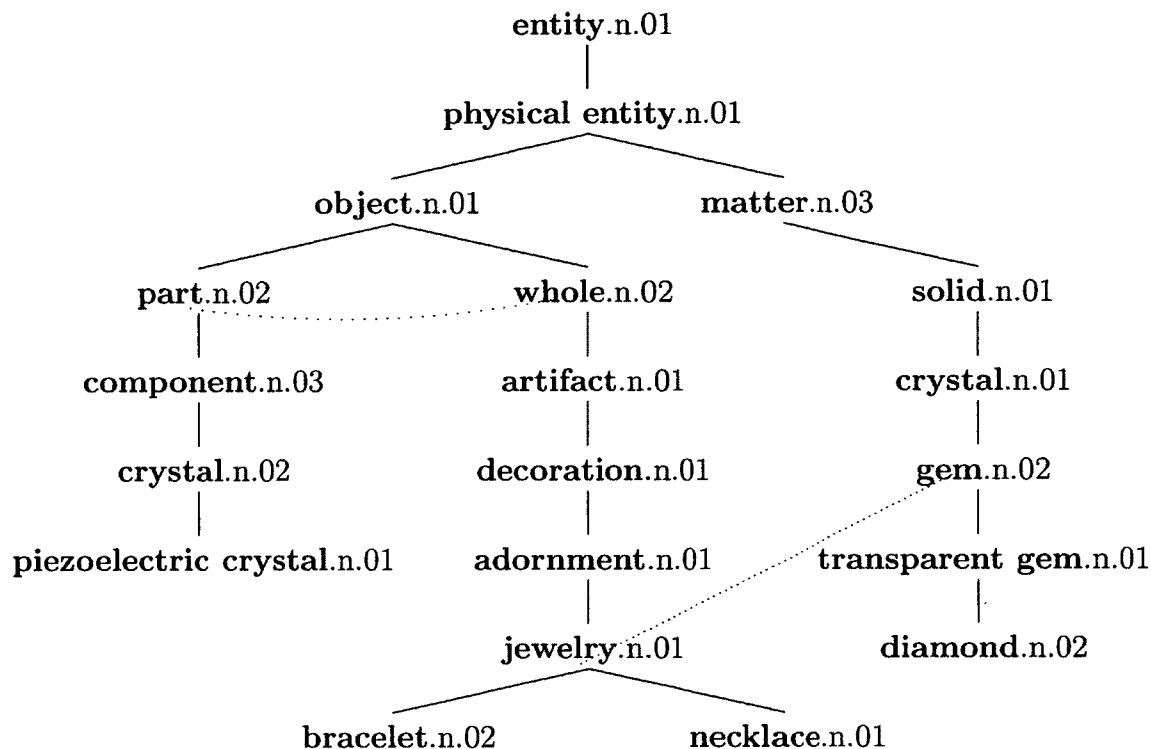 entity.n.01
physical entity.n.01
object.n.01 matter.n.03
part.n.02 whole.n.02 solid.n.01
component.n.03 artifact.n.01 crystal.n.01
crystal.n.02 decoration.n.01 gem.n.02
piezoelectric crystal.n.01 adornment.n.01 transparent gem.n.01
jewelry.n.01 diamond.n.02
bracelet.n.02 necklace.n.01